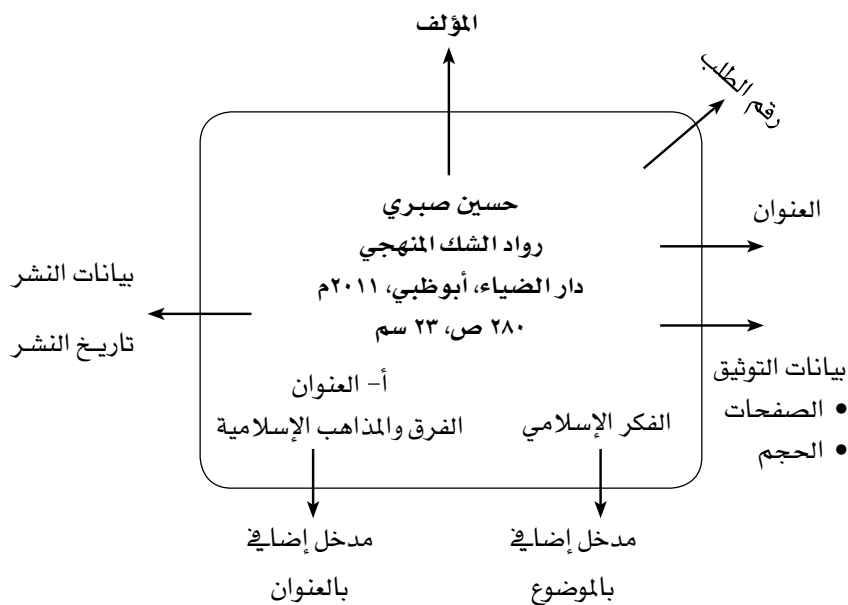 المؤلف
رقم الطلب
حسين صبري
رواد الشك المنهجي
دار الضياء، أبوظبي، ٢٠١١م
٢٨٠ ص، ٢٣ سم
العنوان
بيانات النشر
تاريخ النشر
بيانات التوثيق
• الصفحات
• الحجم
أ- العنوان
الفكر الإسلامي
الفرق والمذاهب الإسلامية
مدخل إضافي
بالموضوع
مدخل إضافي
بالعنوان